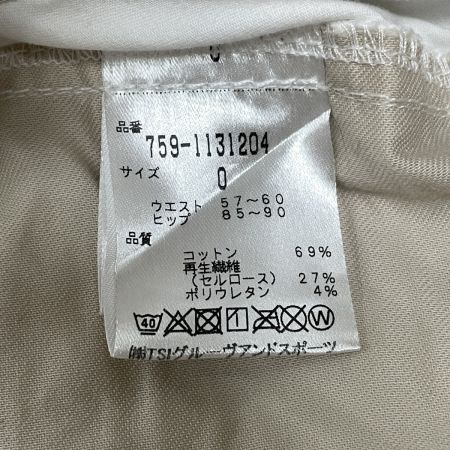 品番
759-1131204
サイズ 0
ウエスト 57～60
ヒップ 85～90
品質
コットン 69%
再生繊維
(セルロース) 27%
ポリウレタン 4%
40
㈱TSIグルーヴアンドスポーツ